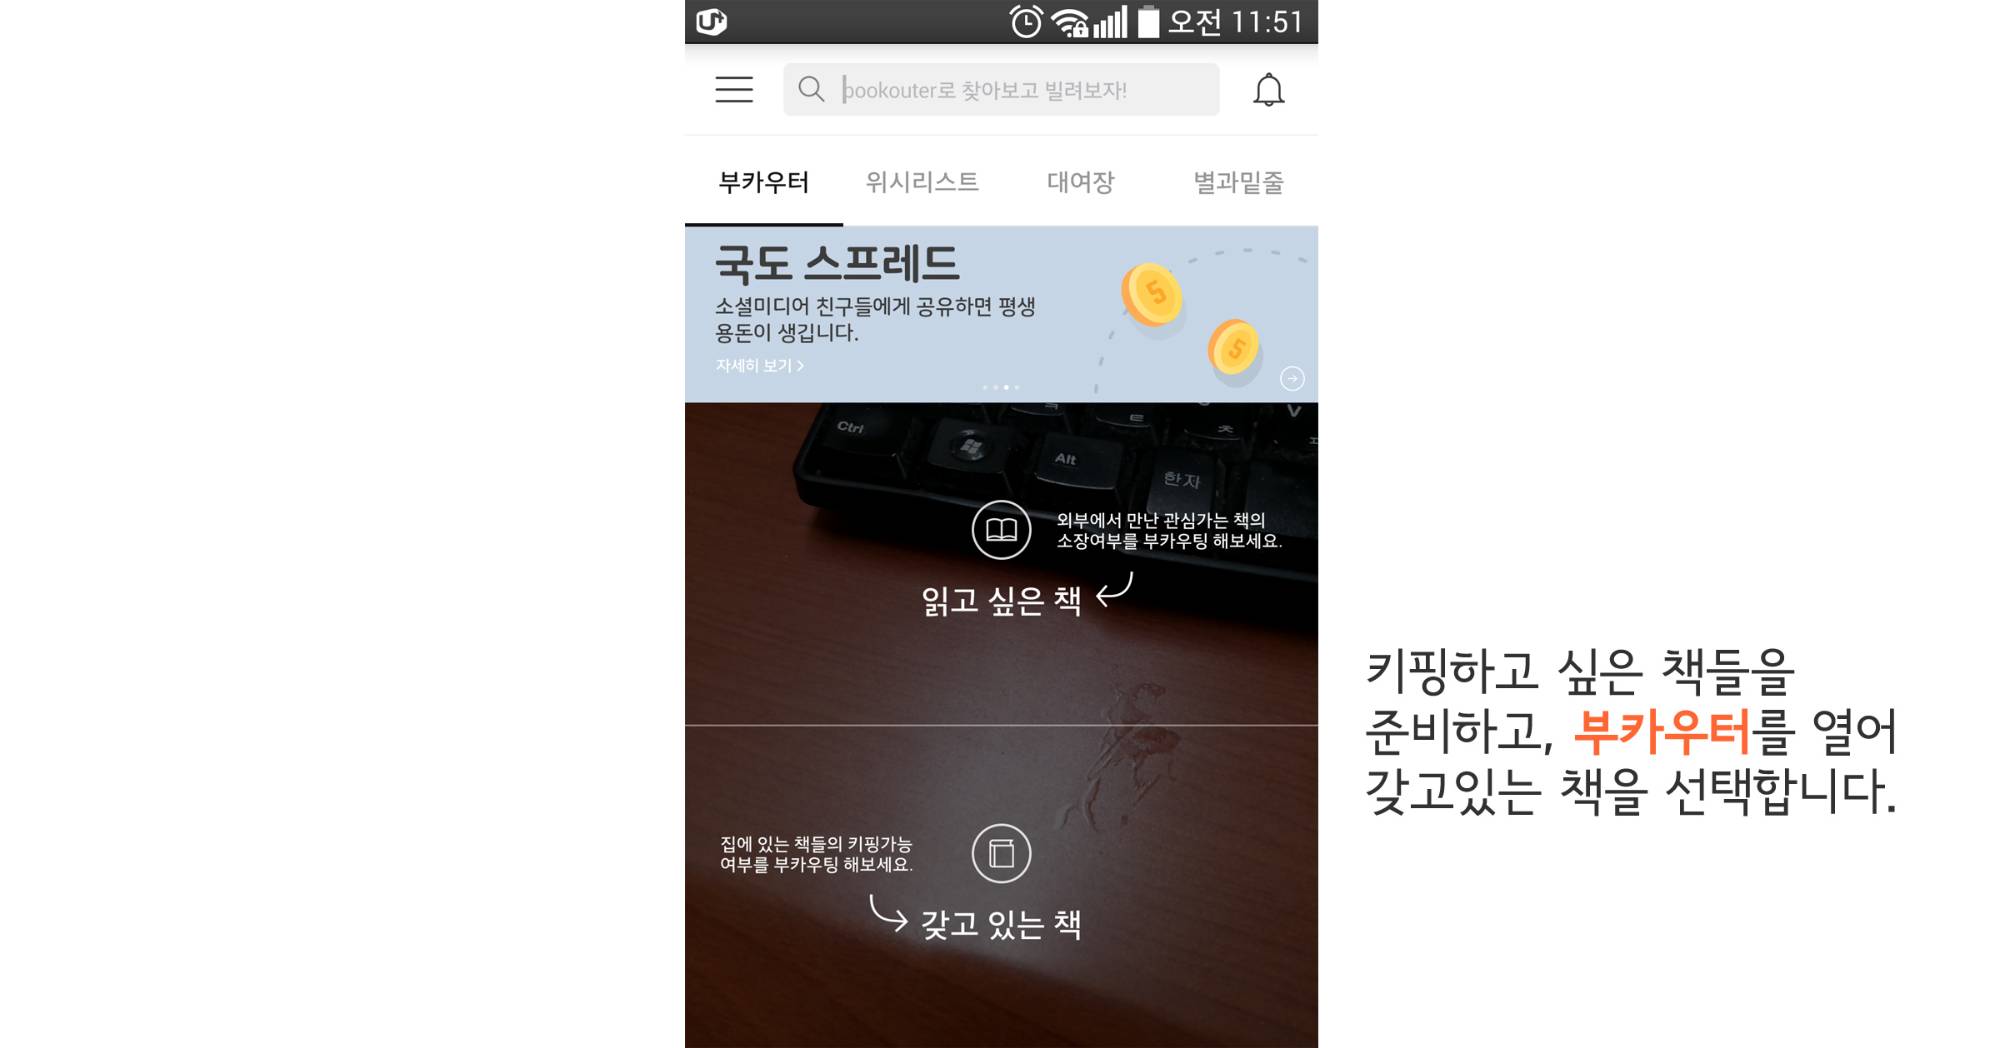 U+
오전 11:51
bookouter로 찾아보고 빌려보자!
부카우터
위시리스트
대여장
별과밑줄
국도 스프레드
소셜미디어 친구들에게 공유하면 평생
용돈이 생깁니다.
자세히 보기 >
5
5
Ctrl
Alt
한자
ㅌ
ㅊ
V
외부에서 만난 관심가는 책의
소장여부를 부카우팅 해보세요.
읽고 싶은 책
집에 있는 책들의 키핑가능
여부를 부카우팅 해보세요.
갖고 있는 책
키핑하고 싶은 책들을
준비하고, 부카우터를 열어
갖고있는 책을 선택합니다.